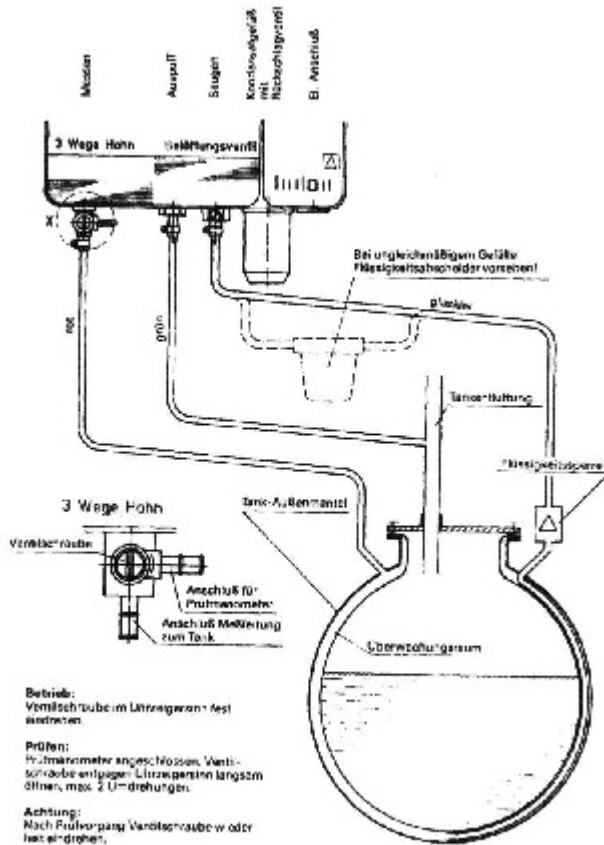 Messen
Auspuff
Saugen
Kondensatgefäß
mit
Rückschlagventil
El. Anschluß
3 Wege Hahn
Belüftungsventil
X
Bei ungleichmäßigem Gefälle
Flüssigkeitsabscheider vorsehen!
rot
grün
glasklar
Tankentlüftung
Flüssigkeitssperre
3 Wege Hahn
Tank-Außenmantel
Ventilschraube
Anschluß für
Prüfmanometer
Anschluß Meßleitung
zum Tank
Überwachungsraum
Betrieb:
Ventilschraube im Uhrzeigersinn fest
eindrehen.
Prüfen:
Prüfmanometer angeschlossen, Ventil-
schraube entgegen Uhrzeigersinn langsam
öffnen, max. 2 Umdrehungen.
Achtung:
Nach Prüfvorgang Ventilschraube wieder
fest eindrehen.